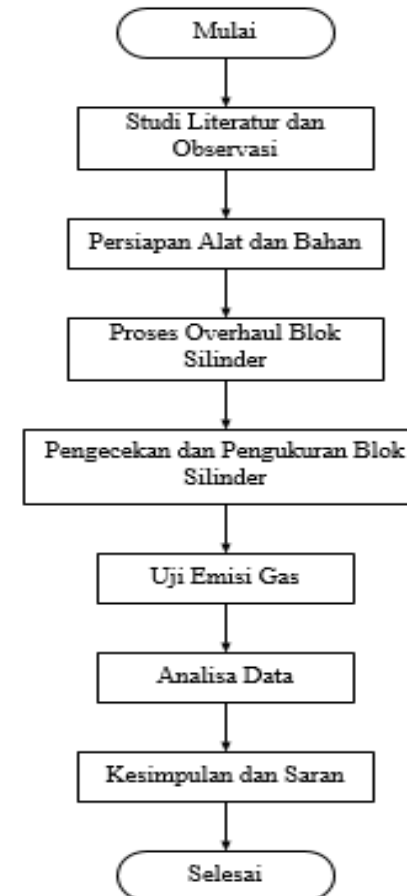 Mulai
Studi Literatur dan
Observasi
Persiapan Alat dan Bahan
Proses Overhaul Blok
Silinder
Pengecekan dan Pengukuran Blok
Silinder
Uji Emisi Gas
Analisa Data
Kesimpulan dan Saran
Selesai